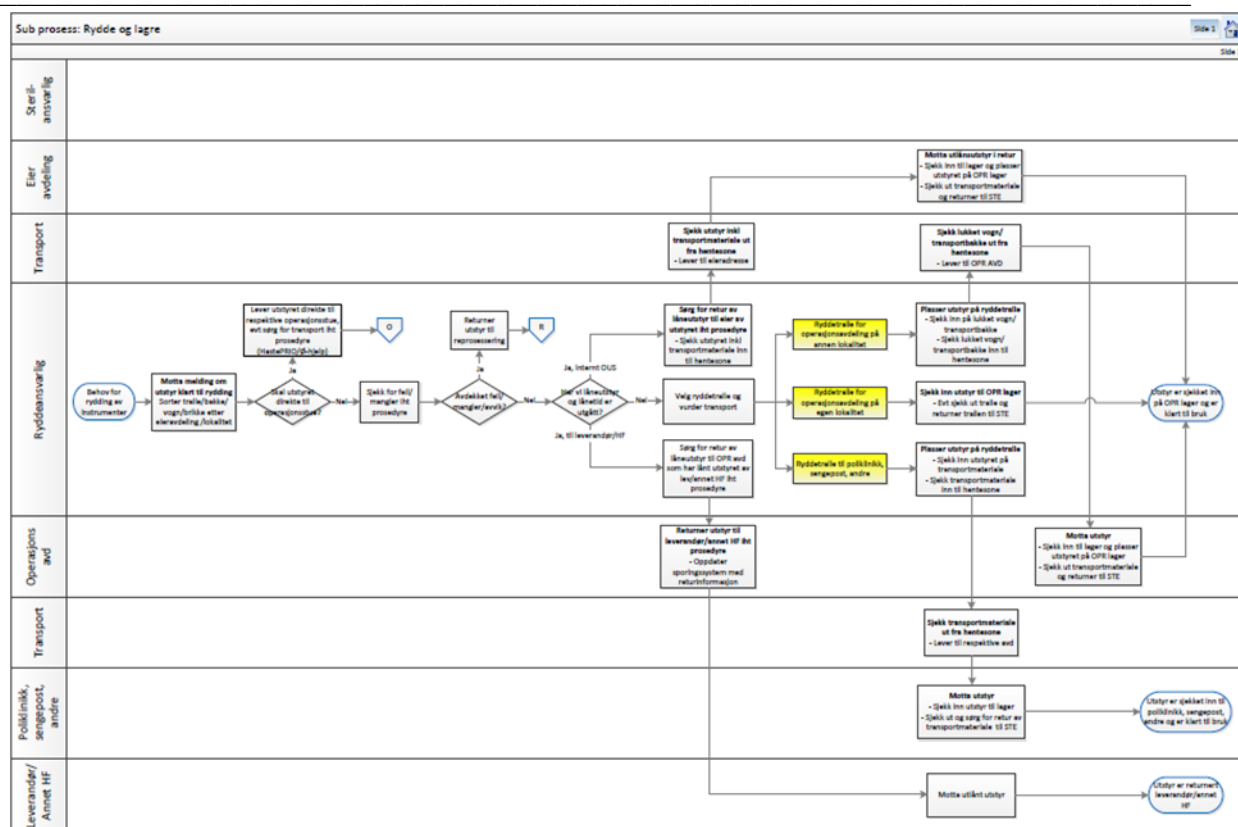 Sub prosess: Rydde og lagre
Side 1
Side
Steril-
ansvarlig
Eier
avdeling
Motta utlånsutstyr i retur
- Sjekk inn til lager og plasser
utstyret på OPR lager
- Sjekk ut transportmateriale
og returner til STE
Transport
Sjekk utstyr inkl
transportmateriale ut
fra hentesone
- Lever til eieradresse
Sjekk lukket vogn/
transportbakke ut fra
hentesone
- Lever til OPR AVD
Ryddeansvarlig
Behov for
rydding av
instrumenter
Motta melding om
utstyr klart til rydding
Sorter tralle/bakke/
vogn/brikke etter
eieravdeling /lokalitet
Lever utstyret direkte til
respektive operasjonsstue,
evt sørg for transport iht
prosedyre
(HastePRIO/Ø-hjelp)
O
Ja
Skal utstyret
direkte til
operasjonsstue?
Nei
Sjekk for feil/
mangler iht
prosedyre
Returner
utstyr til
reprosessering
R
Ja
Avdekket feil/
mangler/avvik?
Nei
Ja, internt OUS
Har vi låneutstyr
og lånetid er
utgått?
Nei
Ja, til leverandør/HF
Sørg for retur av
låneutstyr til eier av
utstyret iht prosedyre
- Sjekk utstyr inkl
transportmateriale inn
til hentesone
Velg ryddetralle og
vurder transport
Sørg for retur av
låneutstyr til OPR avd
som har lånt utstyret av
lev/annet HF iht
prosedyre
Ryddetralle for
operasjonsavdeling på
annen lokalitet
Ryddetralle for
operasjonsavdeling på
egen lokalitet
Ryddetralle til poliklinikk,
sengepost, andre
Plasser utstyr på ryddetralle
- Sjekk inn på lukket vogn/
transportbakke
- Sjekk lukket vogn/
transportbakke inn til
hentesone
Sjekk inn utstyr til OPR lager
- Evt sjekk ut tralle og
returner trallen til STE
Plasser utstyr på ryddetralle
- Sjekk inn utstyret på
transportmateriale
- Sjekk transportmateriale
inn til hentesone
Utstyr er sjekket inn
på OPR lager og er
klart til bruk
Operasjons
avd
Returner utstyr til
leverandør/annet HF iht
prosedyre
- Oppdater
sporingssystem med
returinformasjon
Motta utstyr
- Sjekk inn til lager og plasser
utstyret på OPR lager
- Sjekk ut transportmateriale
og returner til STE
Transport
Sjekk transportmateriale
ut fra hentesone
- Lever til respektive avd
Poliklinikk,
sengepost,
andre
Motta utstyr
- Sjekk inn utstyr til lager
- Sjekk ut og sørg for retur av
transportmateriale til STE
Utstyr er sjekket inn til
poliklinikk, sengepost,
andre og er klart til bruk
Leverandør/
Annet HF
Motta utlånt utstyr
Utstyr er returnert
leverandør/annet
HF